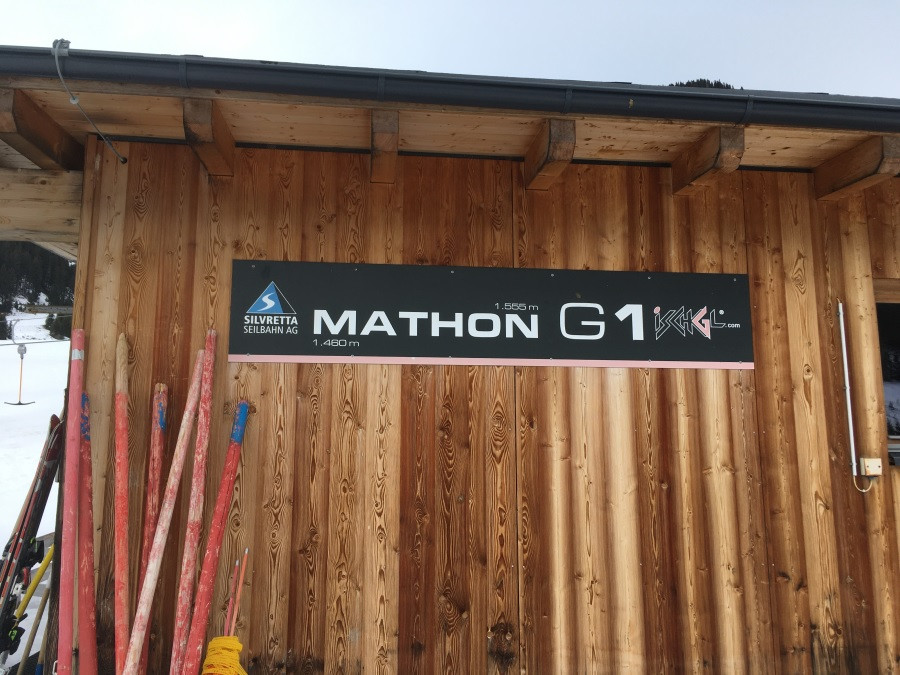 SILVRETTA
SEILBAHN AG
MATHON
1.460 m
1.555 m
G1
iSCHGL
.com